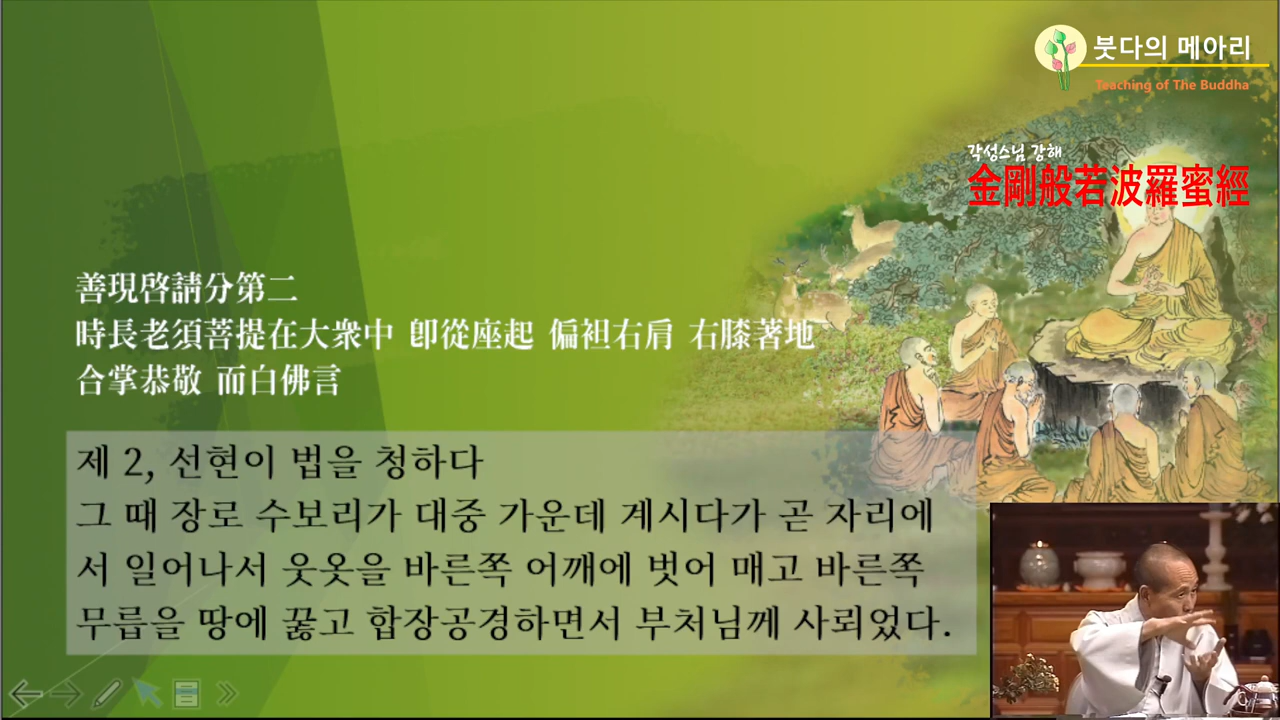 붓다의 메아리
Teaching of The Buddha
각성스님 강해
金剛般若波羅蜜經
善現啓請分第二
時長老須菩提在大衆中 卽從座起 偏袒右肩 右膝著地
合掌恭敬 而白佛言
제 2, 선현이 법을 청하다
그 때 장로 수보리가 대중 가운데 계시다가 곧 자리에
서 일어나서 웃옷을 바른쪽 어깨에 벗어 매고 바른쪽
무릎을 땅에 꿇고 합장공경하면서 부처님께 사뢰었다.